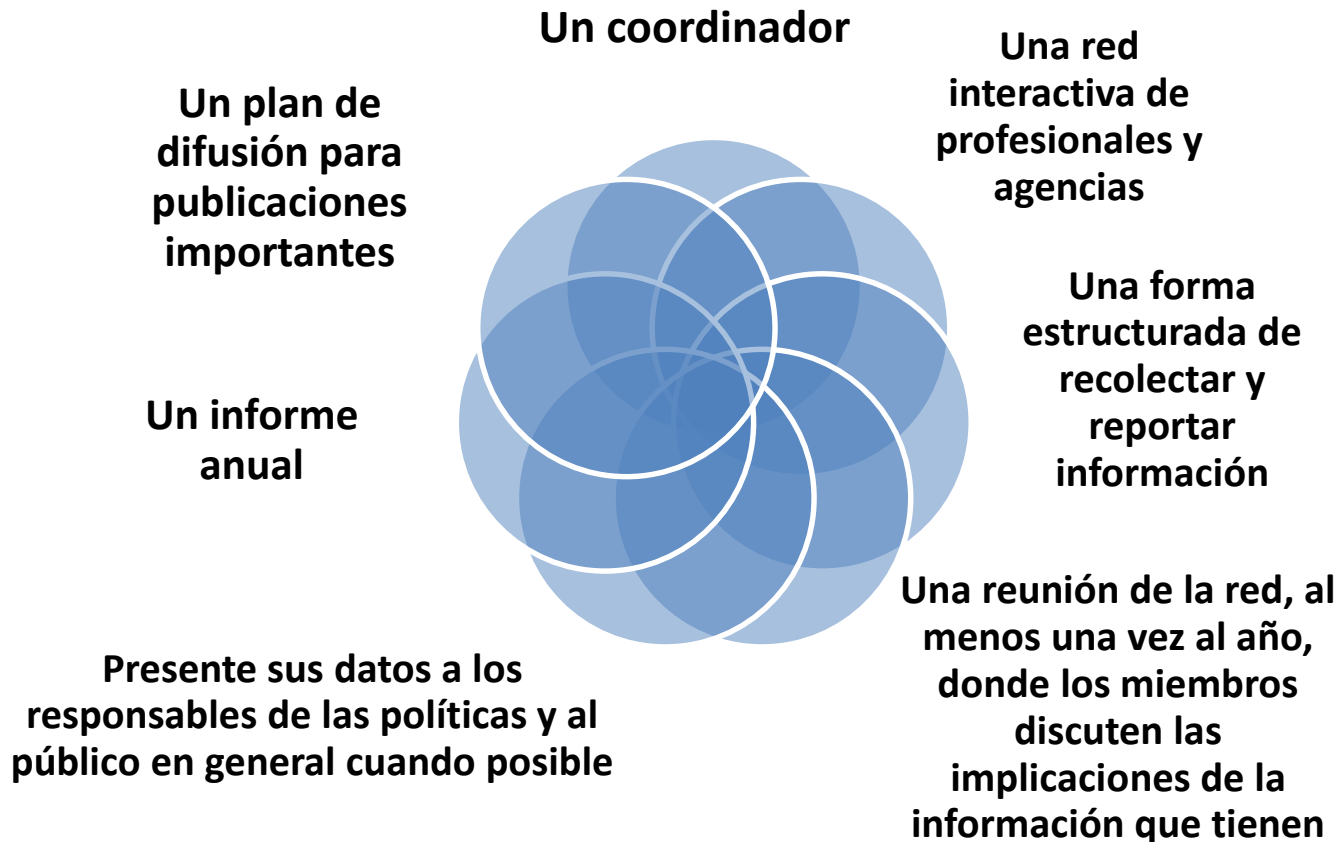 Un coordinador
Una red
interactiva de
profesionales y
agencias
Una forma
estructurada de
recolectar y
reportar
información
Una reunión de la red, al
menos una vez al año,
donde los miembros
discuten las
implicaciones de la
información que tienen
Presente sus datos a los
responsables de las políticas y al
público en general cuando posible
Un informe
anual
Un plan de
difusión para
publicaciones
importantes